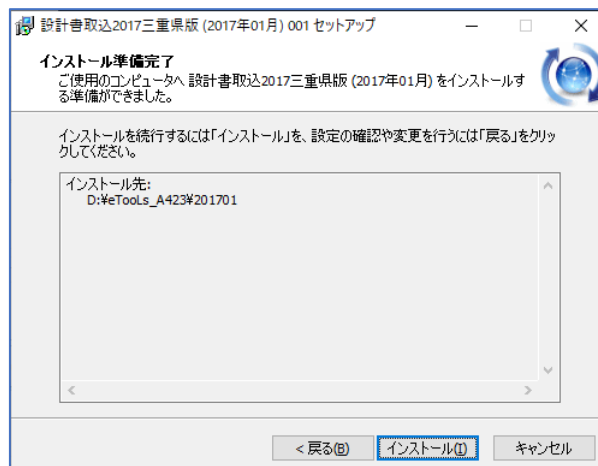 設計書取込2017三重県版 (2017年01月) 001 セットアップ
インストール準備完了
ご使用のコンピュータへ 設計書取込2017三重県版 (2017年01月) をインストールす
る準備ができました。
インストールを続行するには「インストール」を、設定の確認や変更を行うには「戻る」をクリッ
クしてください。
インストール先:
D:¥eTooLs_A423¥201701
< 戻る(B)
インストール(I)
キャンセル